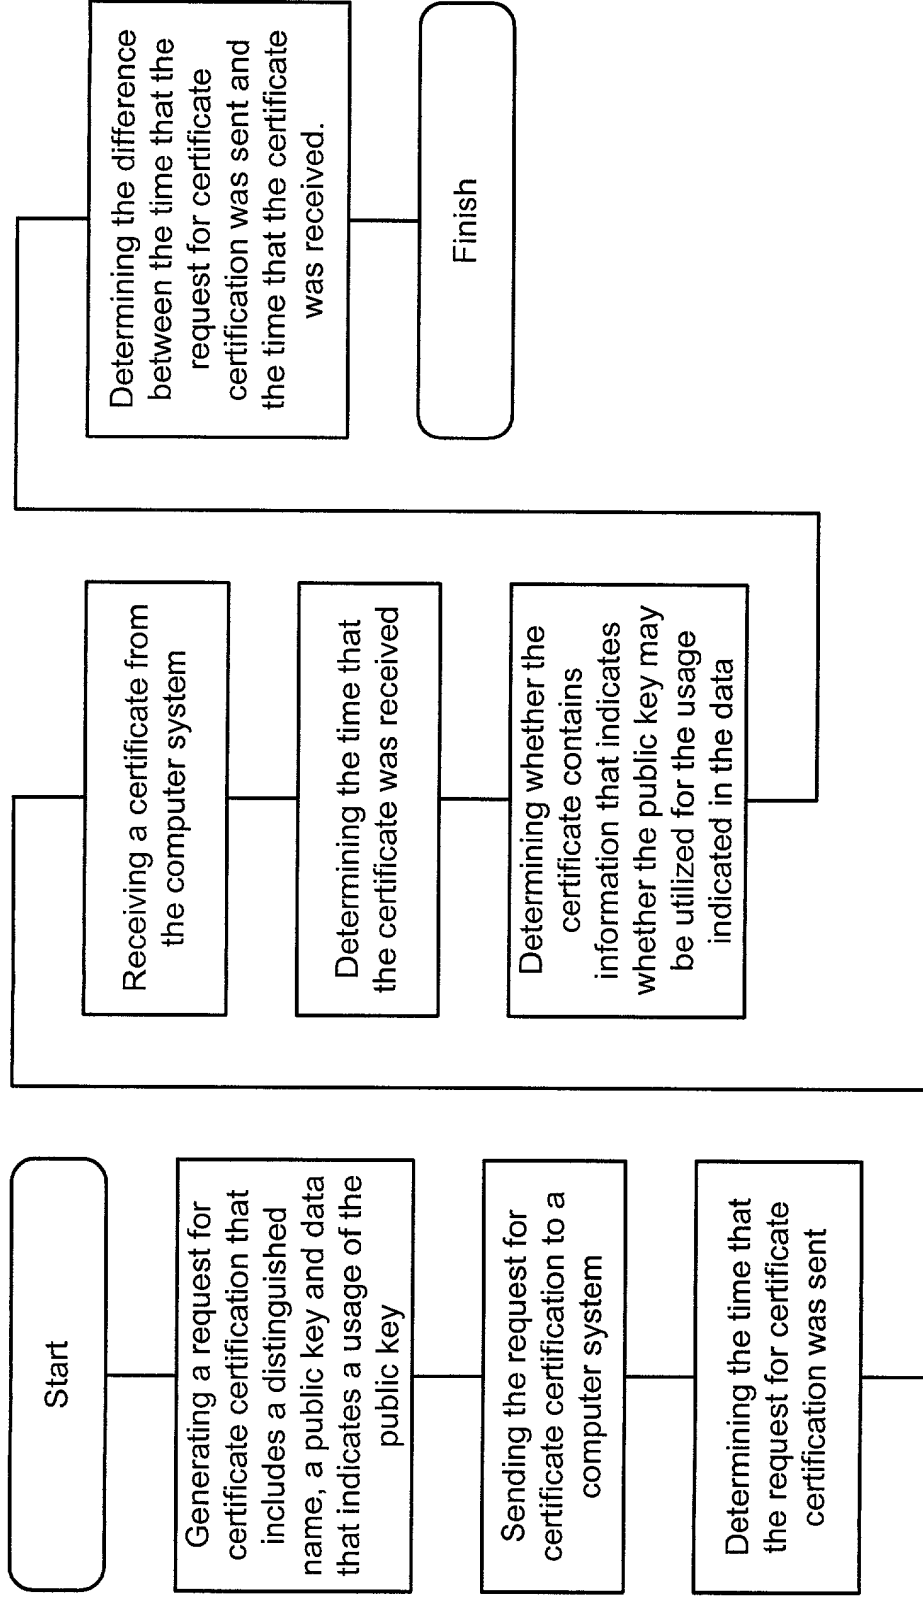 Start
Generating a request for
certificate certification that
includes a distinguished
name, a public key and data
that indicates a usage of the
public key
Sending the request for
certificate certification to a
computer system
Determining the time that
the request for certificate
certification was sent
Receiving a certificate from
the computer system
Determining the time that
the certificate was received
Determining whether the
certificate contains
information that indicates
whether the public key may
be utilized for the usage
indicated in the data
Determining the difference
between the time that the
request for certificate
certification was sent and
the time that the certificate
was received.
Finish